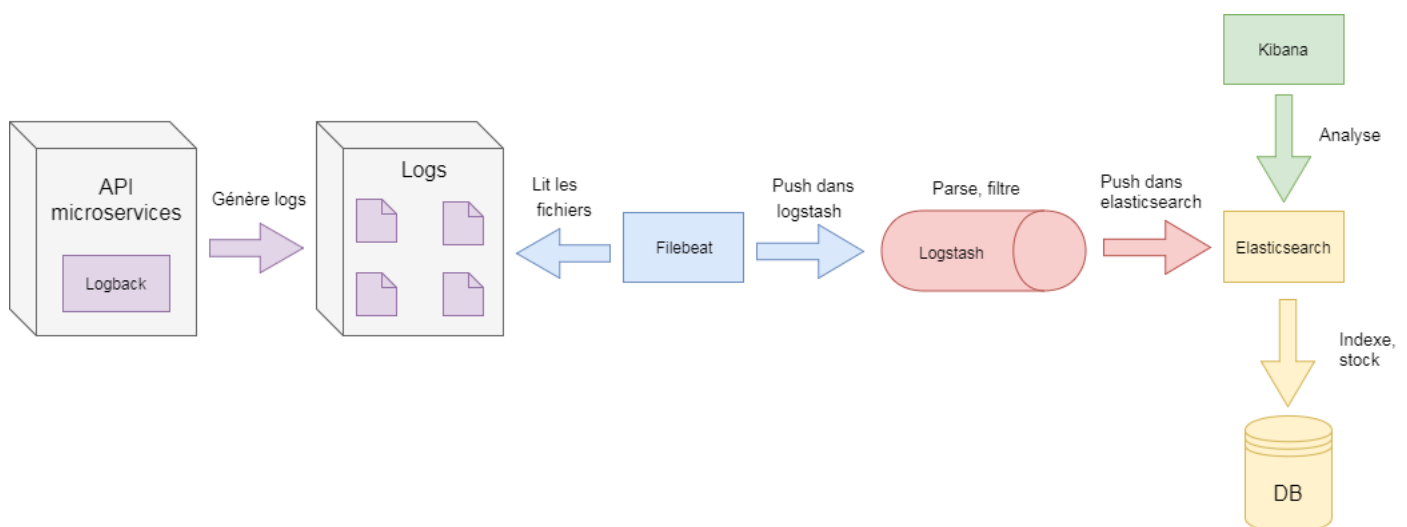 Kibana
Analyse
API
microservices
Logback
Génère logs
Logs
Lit les
fichiers
Filebeat
Push dans
logstash
Parse, filtre
Logstash
Push dans
elasticsearch
Elasticsearch
Indexe,
stock
DB